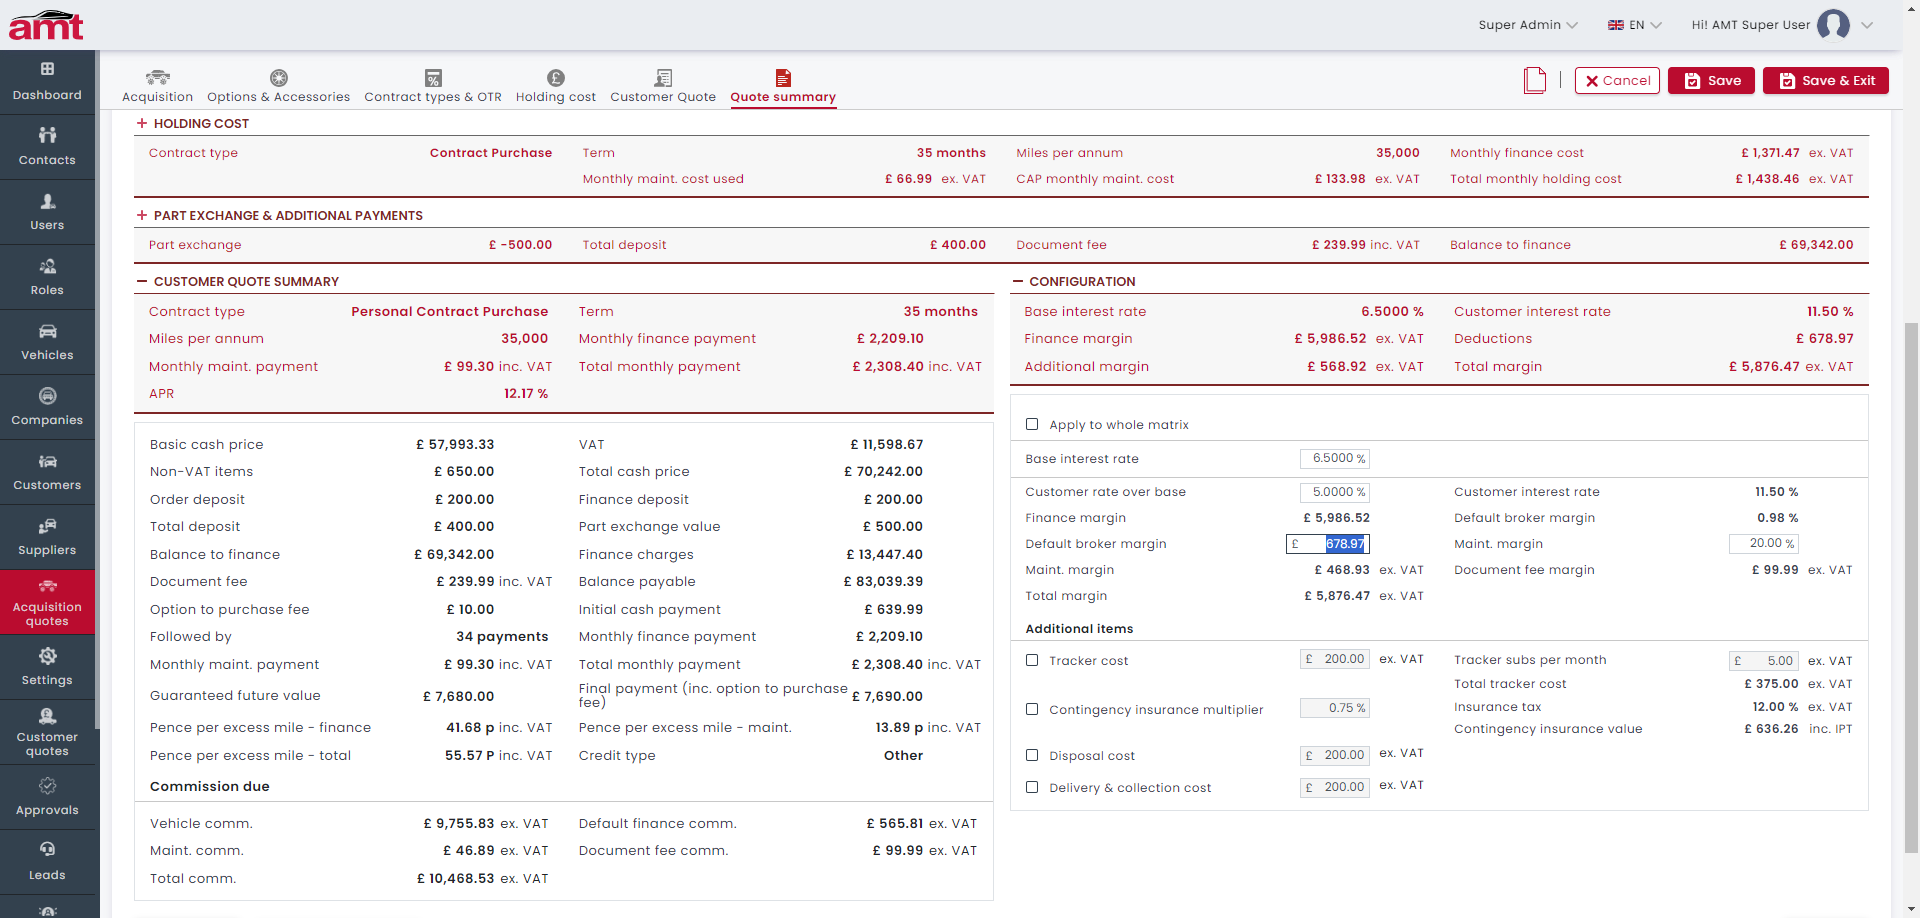 amt
Super Admin
EN
Hi! AMT Super User
Dashboard
Contacts
Users
Roles
Vehicles
Companies
Customers
Suppliers
Acquisition
quotes
Settings
Customer
quotes
Approvals
Leads
Acquisition
Options & Accessories
Contract types & OTR
Holding cost
Customer Quote
Quote summary
Cancel
Save
Save & Exit
HOLDING COST
Contract type Contract Purchase Term 35 months Miles per annum 35,000 Monthly finance cost £ 1,371.47 ex. VAT
Monthly maint. cost used £ 66.99 ex. VAT CAP monthly maint. cost £ 133.98 ex. VAT Total monthly holding cost £ 1,438.46 ex. VAT
PART EXCHANGE & ADDITIONAL PAYMENTS
Part exchange £ -500.00 Total deposit £ 400.00 Document fee £ 239.99 inc. VAT Balance to finance £ 69,342.00
CUSTOMER QUOTE SUMMARY
Contract type Personal Contract Purchase Term 35 months
Miles per annum 35,000 Monthly finance payment £ 2,209.10
Monthly maint. payment £ 99.30 inc. VAT Total monthly payment £ 2,308.40 inc. VAT
APR 12.17 %
Basic cash price £ 57,993.33 VAT £ 11,598.67
Non-VAT items £ 650.00 Total cash price £ 70,242.00
Order deposit £ 200.00 Finance deposit £ 200.00
Total deposit £ 400.00 Part exchange value £ 500.00
Balance to finance £ 69,342.00 Finance charges £ 13,447.40
Document fee £ 239.99 inc. VAT Balance payable £ 83,039.39
Option to purchase fee £ 10.00 Initial cash payment £ 639.99
Followed by 34 payments Monthly finance payment £ 2,209.10
Monthly maint. payment £ 99.30 inc. VAT Total monthly payment £ 2,308.40 inc. VAT
Guaranteed future value £ 7,680.00 Final payment (inc. option to purchase fee) £ 7,690.00
Pence per excess mile - finance 41.68 p inc. VAT Pence per excess mile - maint. 13.89 p inc. VAT
Pence per excess mile - total 55.57 P inc. VAT Credit type Other
Commission due
Vehicle comm. £ 9,755.83 ex. VAT Default finance comm. £ 565.81 ex. VAT
Maint. comm. £ 46.89 ex. VAT Document fee comm. £ 99.99 ex. VAT
Total comm. £ 10,468.53 ex. VAT
CONFIGURATION
Base interest rate 6.5000 % Customer interest rate 11.50 %
Finance margin £ 5,986.52 ex. VAT Deductions £ 678.97
Additional margin £ 568.92 ex. VAT Total margin £ 5,876.47 ex. VAT
Apply to whole matrix
Base interest rate 6.5000 %
Customer rate over base 5.0000 % Customer interest rate 11.50 %
Finance margin £ 5,986.52 Default broker margin 0.98 %
Default broker margin £ 678.97 Maint. margin 20.00 %
Maint. margin £ 468.93 ex. VAT Document fee margin £ 99.99 ex. VAT
Total margin £ 5,876.47 ex. VAT
Additional items
Tracker cost £ 200.00 ex. VAT Tracker subs per month £ 5.00 ex. VAT
Total tracker cost £ 375.00 ex. VAT
Contingency insurance multiplier 0.75 % Insurance tax 12.00 % ex. VAT
Contingency insurance value £ 636.26 inc. IPT
Disposal cost £ 200.00 ex. VAT
Delivery & collection cost £ 200.00 ex. VAT